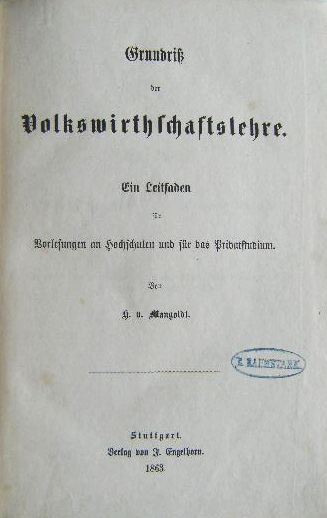 Grundriß
der
Volkswirthschaftslehre.
Ein Leitfaden
für
Vorlesungen an Hochschulen und für das Privatstudium.
Von
H. v. Mangoldt.
E. BAUMSTARK.
Stuttgart.
Verlag von J. Engelhorn.
1863